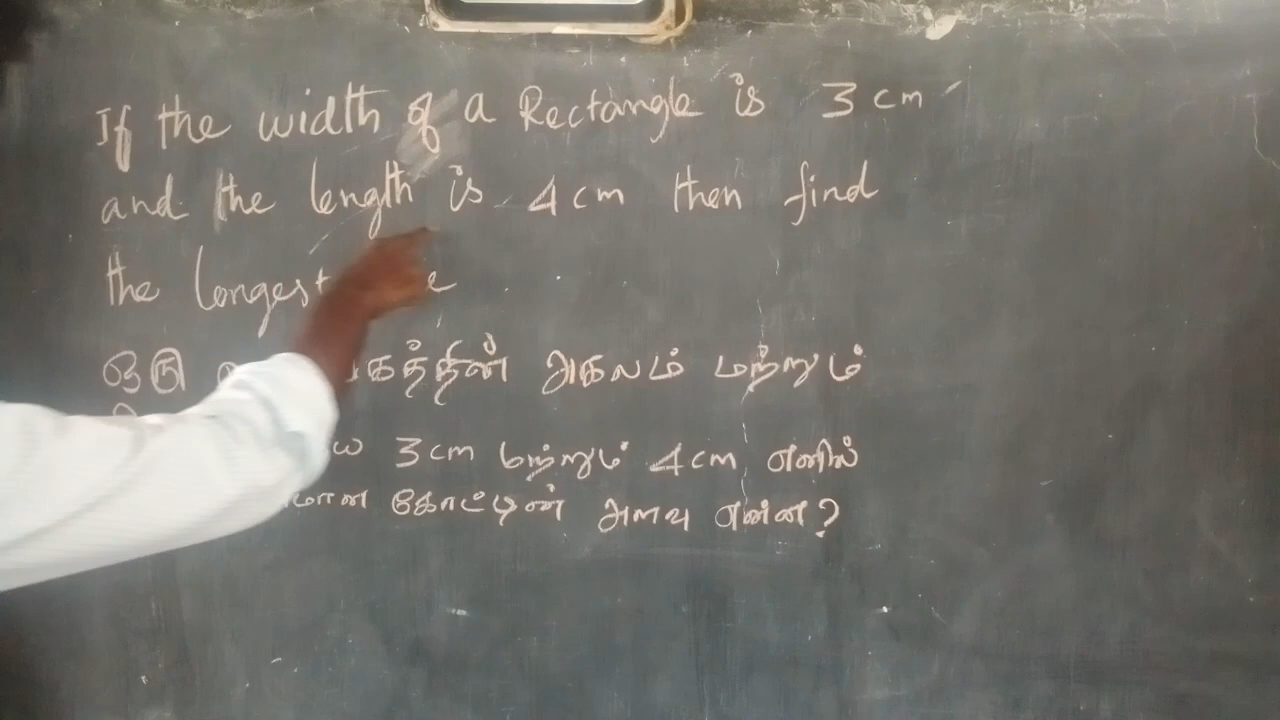 If the width of a Rectangle is 3 cm
and the length is 4 cm then find
the longest
ஒரு அகலம் மற்றும்
3 cm மற்றும் 4 cm எனில்
கோட்டின் அளவு என்ன?